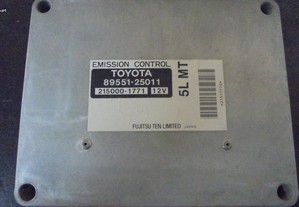 EMISSION CONTROL
TOYOTA
89551-25011
215000-1771 12V
5L MT
FUJITSU TEN LIMITED